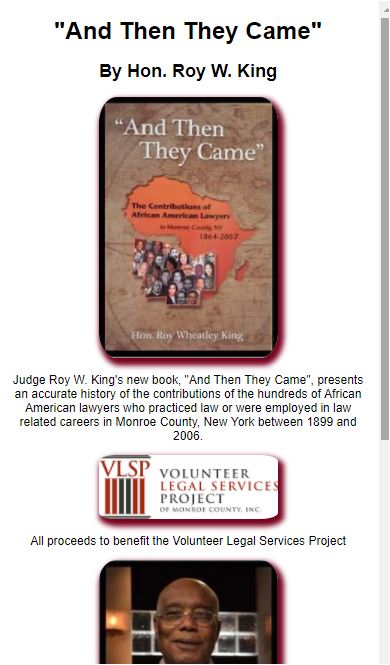 "And Then They Came"
By Hon. Roy W. King
“And Then
They Came”
The Contributions of
African American Lawyers
in Monroe County, NY
1864-2007
Hon. Roy Wheatley King
Judge Roy W. King's new book, "And Then They Came", presents
an accurate history of the contributions of the hundreds of African
American lawyers who practiced law or were employed in law
related careers in Monroe County, New York between 1899 and
2006.
VLSP
VOLUNTEER
LEGAL SERVICES
PROJECT
OF MONROE COUNTY, INC.
All proceeds to benefit the Volunteer Legal Services Project